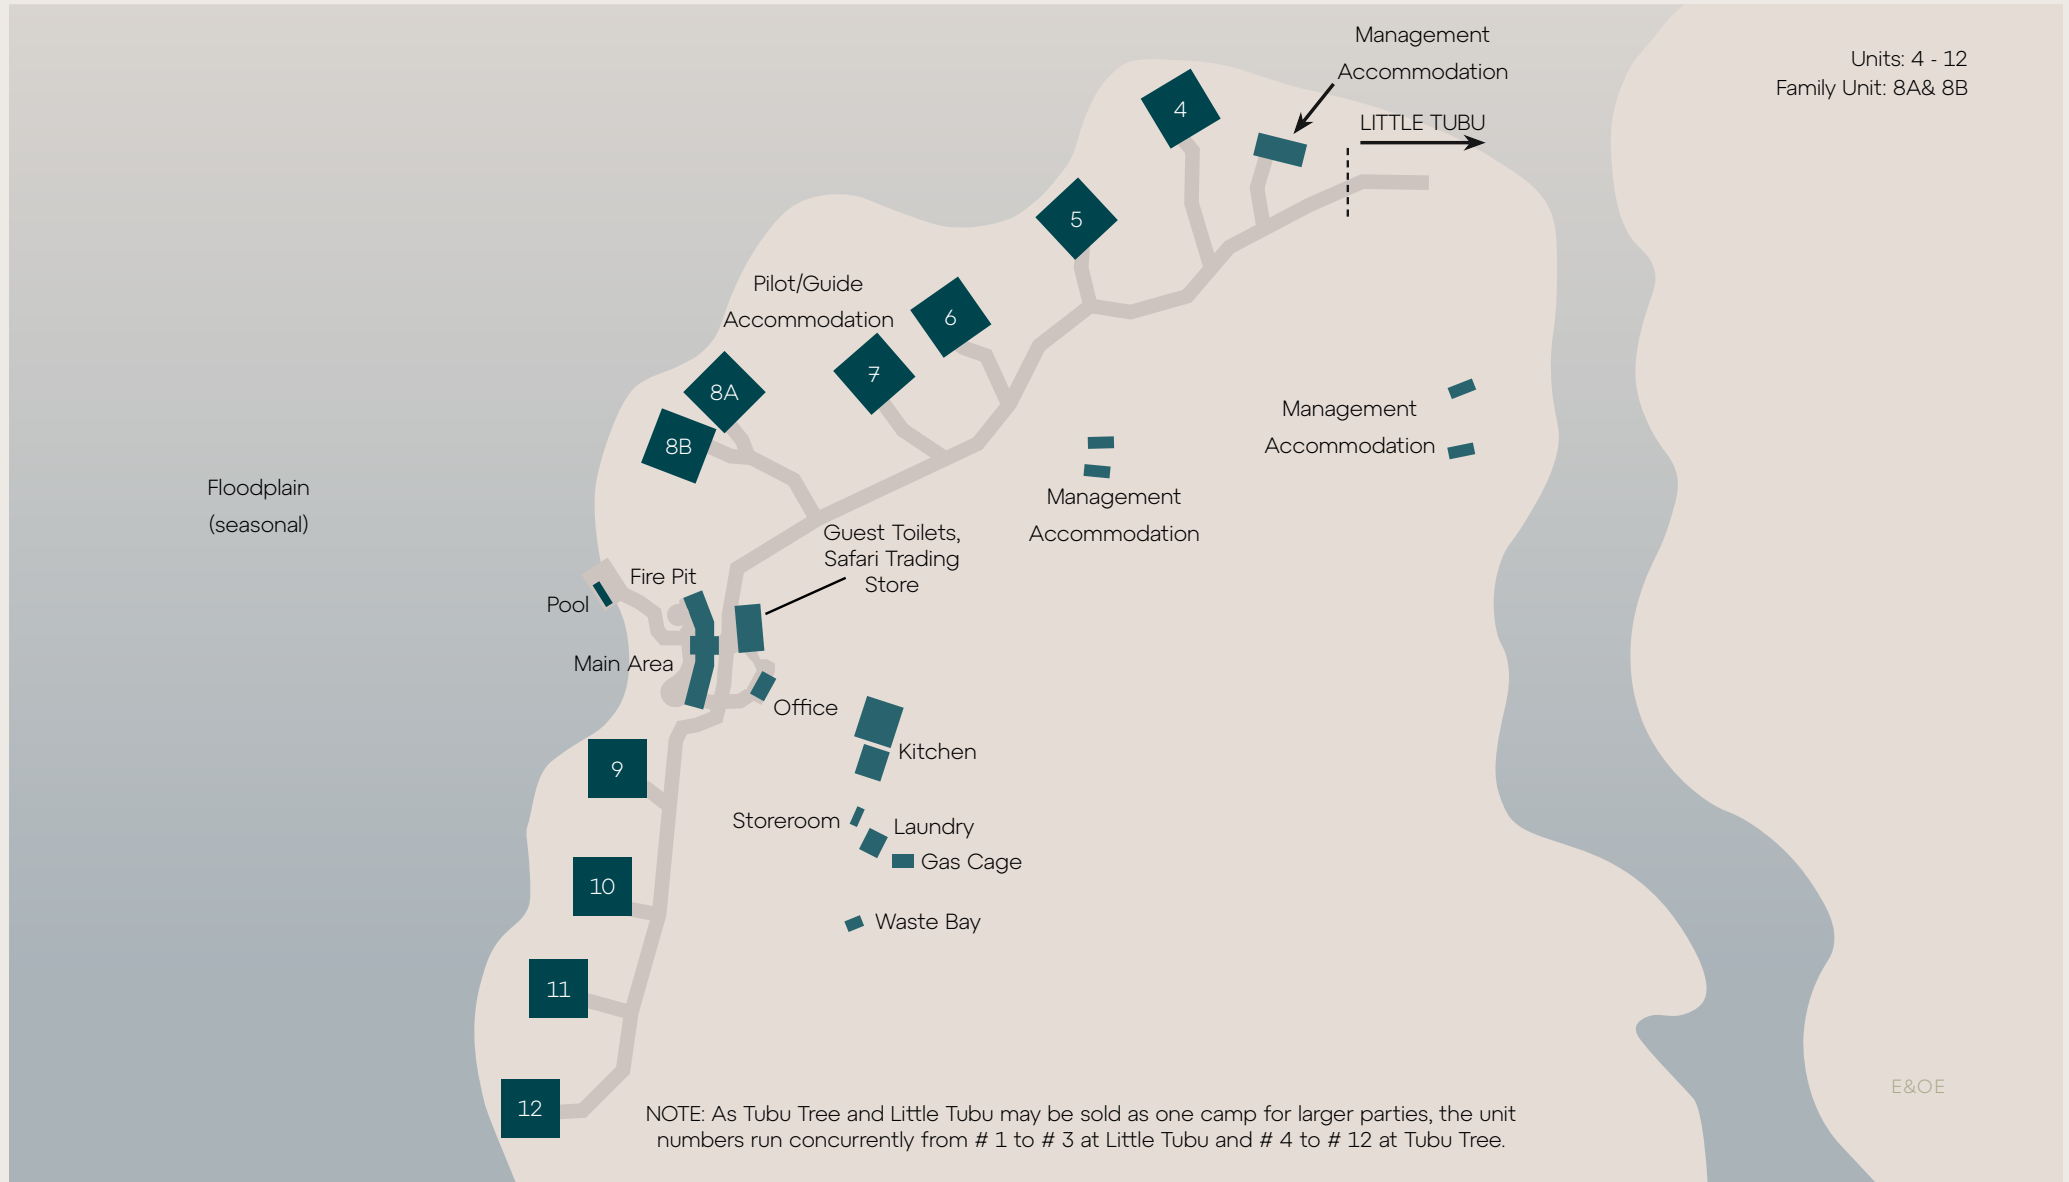 Management
Accommodation
Units: 4 - 12
Family Unit: 8A& 8B
LITTLE TUBU
4
5
Pilot/Guide
Accommodation
6
7
8A
8B
Management
Accommodation
Management
Accommodation
Floodplain
(seasonal)
Guest Toilets,
Safari Trading
Store
Fire Pit
Pool
Main Area
Office
Kitchen
9
Storeroom
Laundry
Gas Cage
10
Waste Bay
11
12
E&OE
NOTE: As Tubu Tree and Little Tubu may be sold as one camp for larger parties, the unit
numbers run concurrently from # 1 to # 3 at Little Tubu and # 4 to # 12 at Tubu Tree.